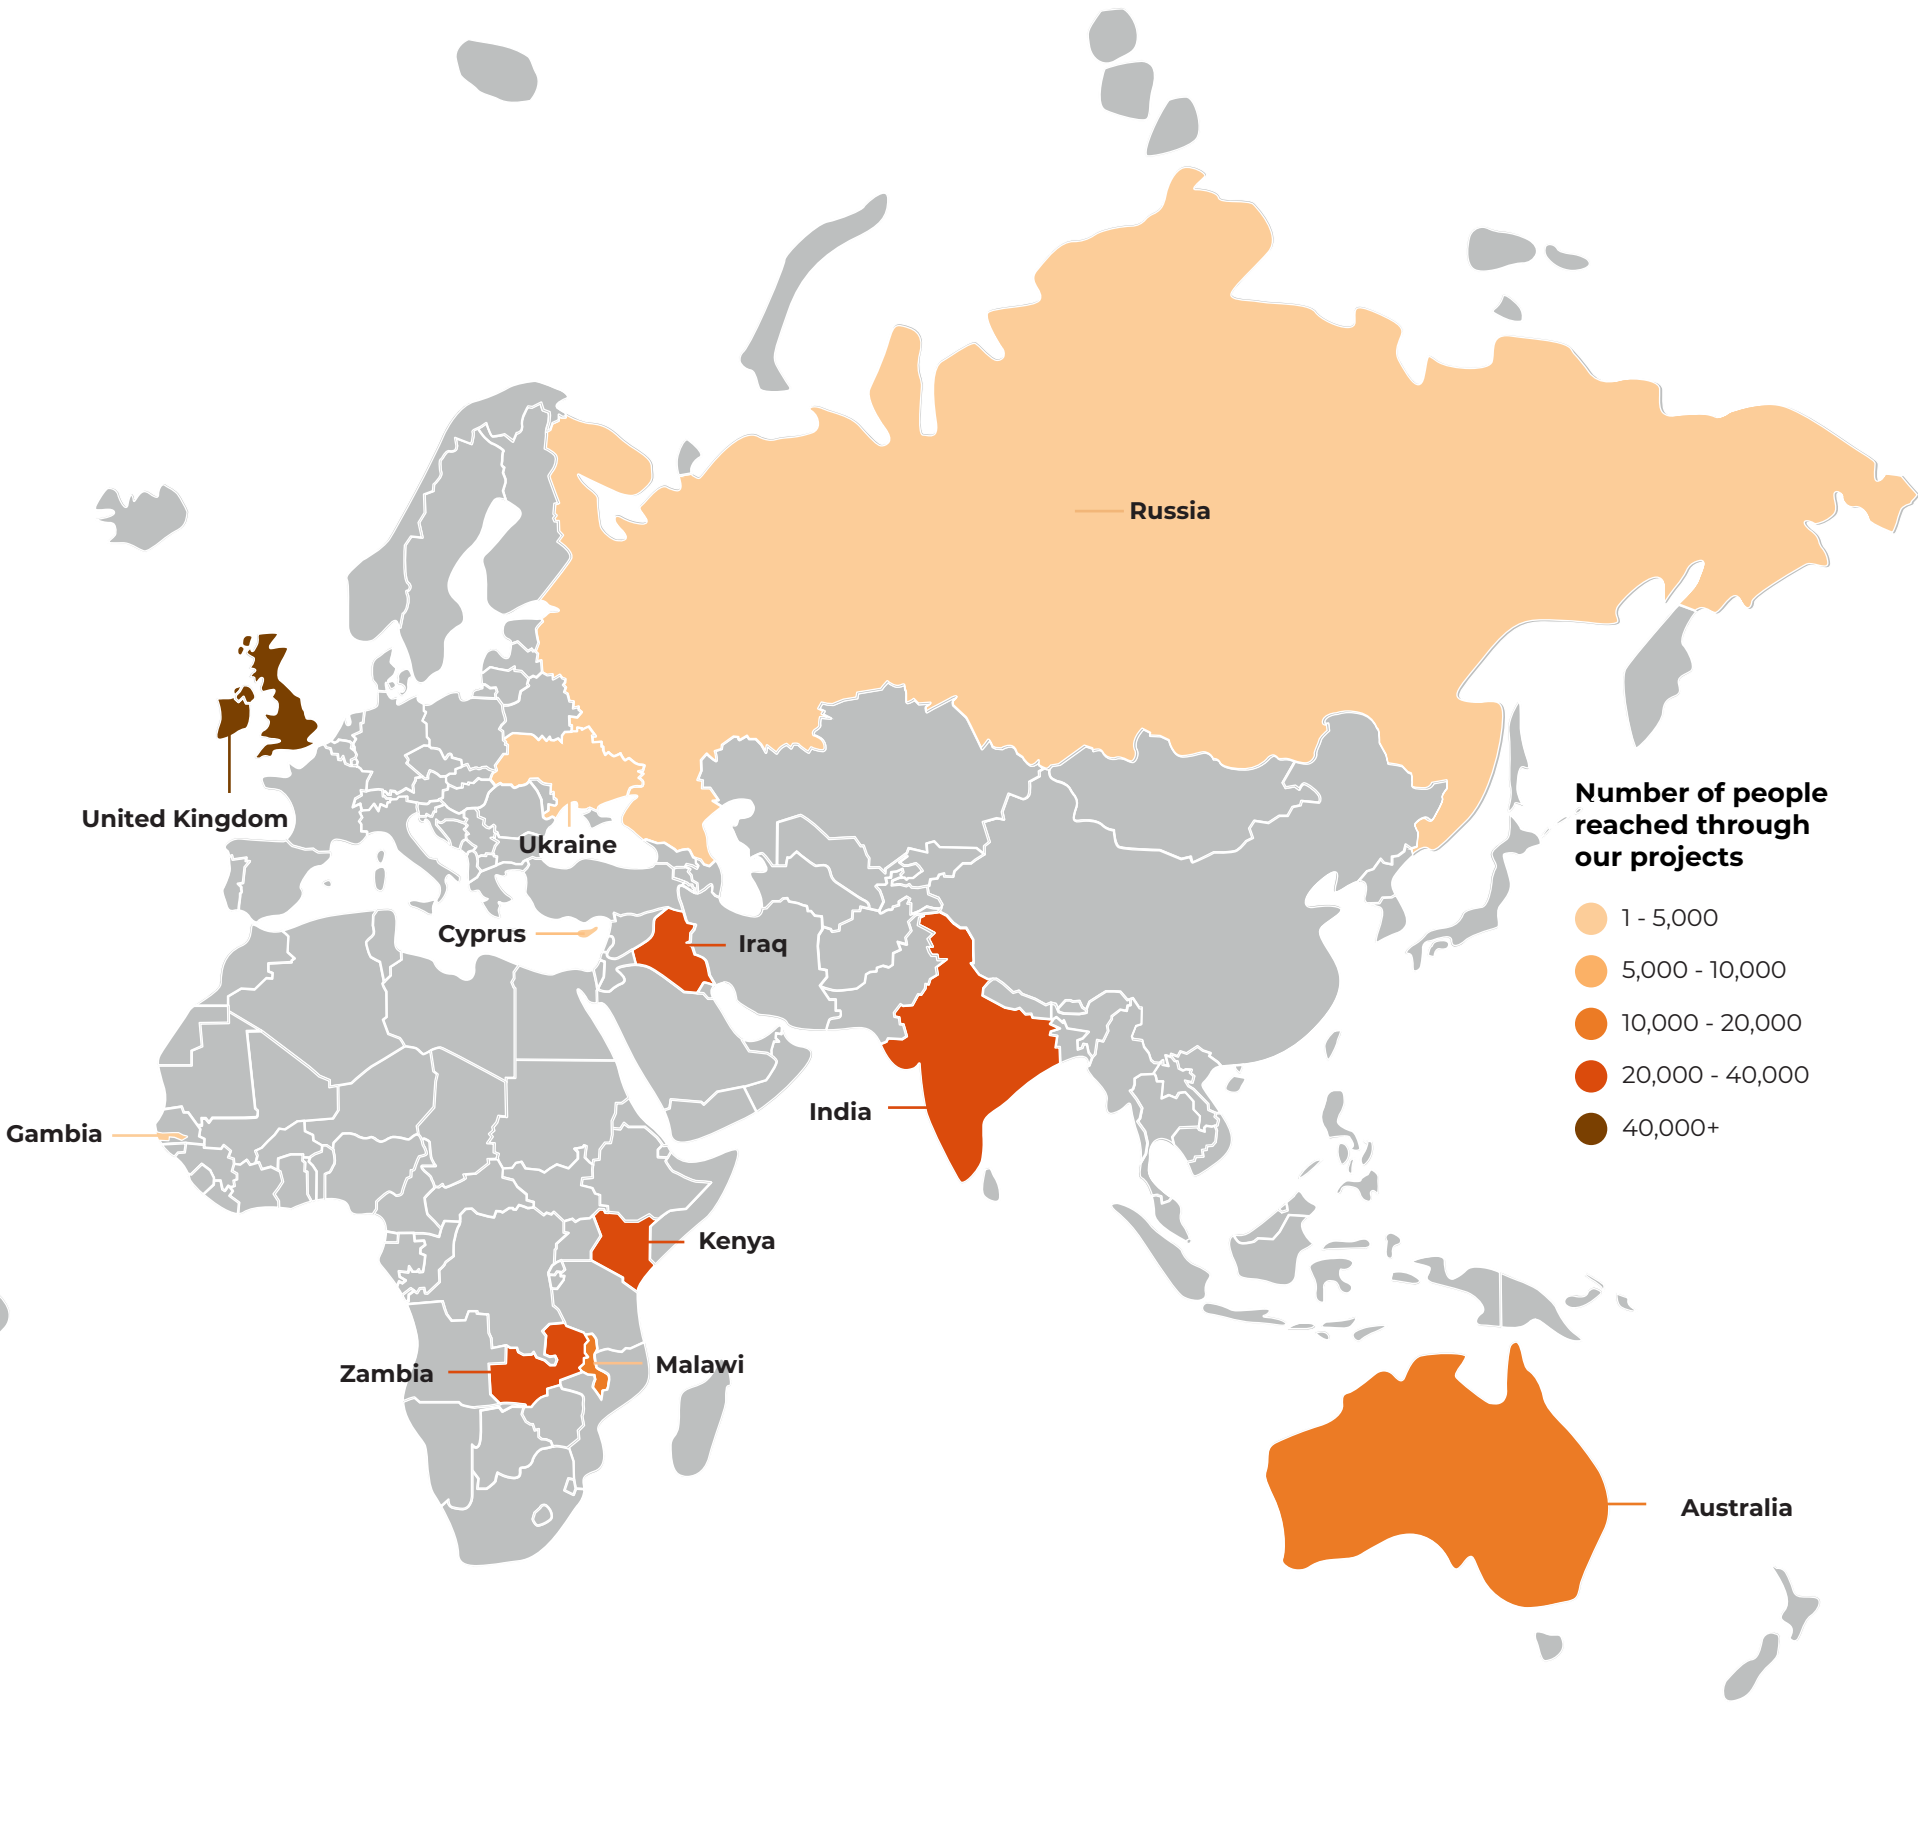 Russia
United Kingdom
Ukraine
Cyprus
Iraq
India
Gambia
Kenya
Zambia
Malawi
Australia
Number of people
reached through
our projects
1 - 5,000
5,000 - 10,000
10,000 - 20,000
20,000 - 40,000
40,000+